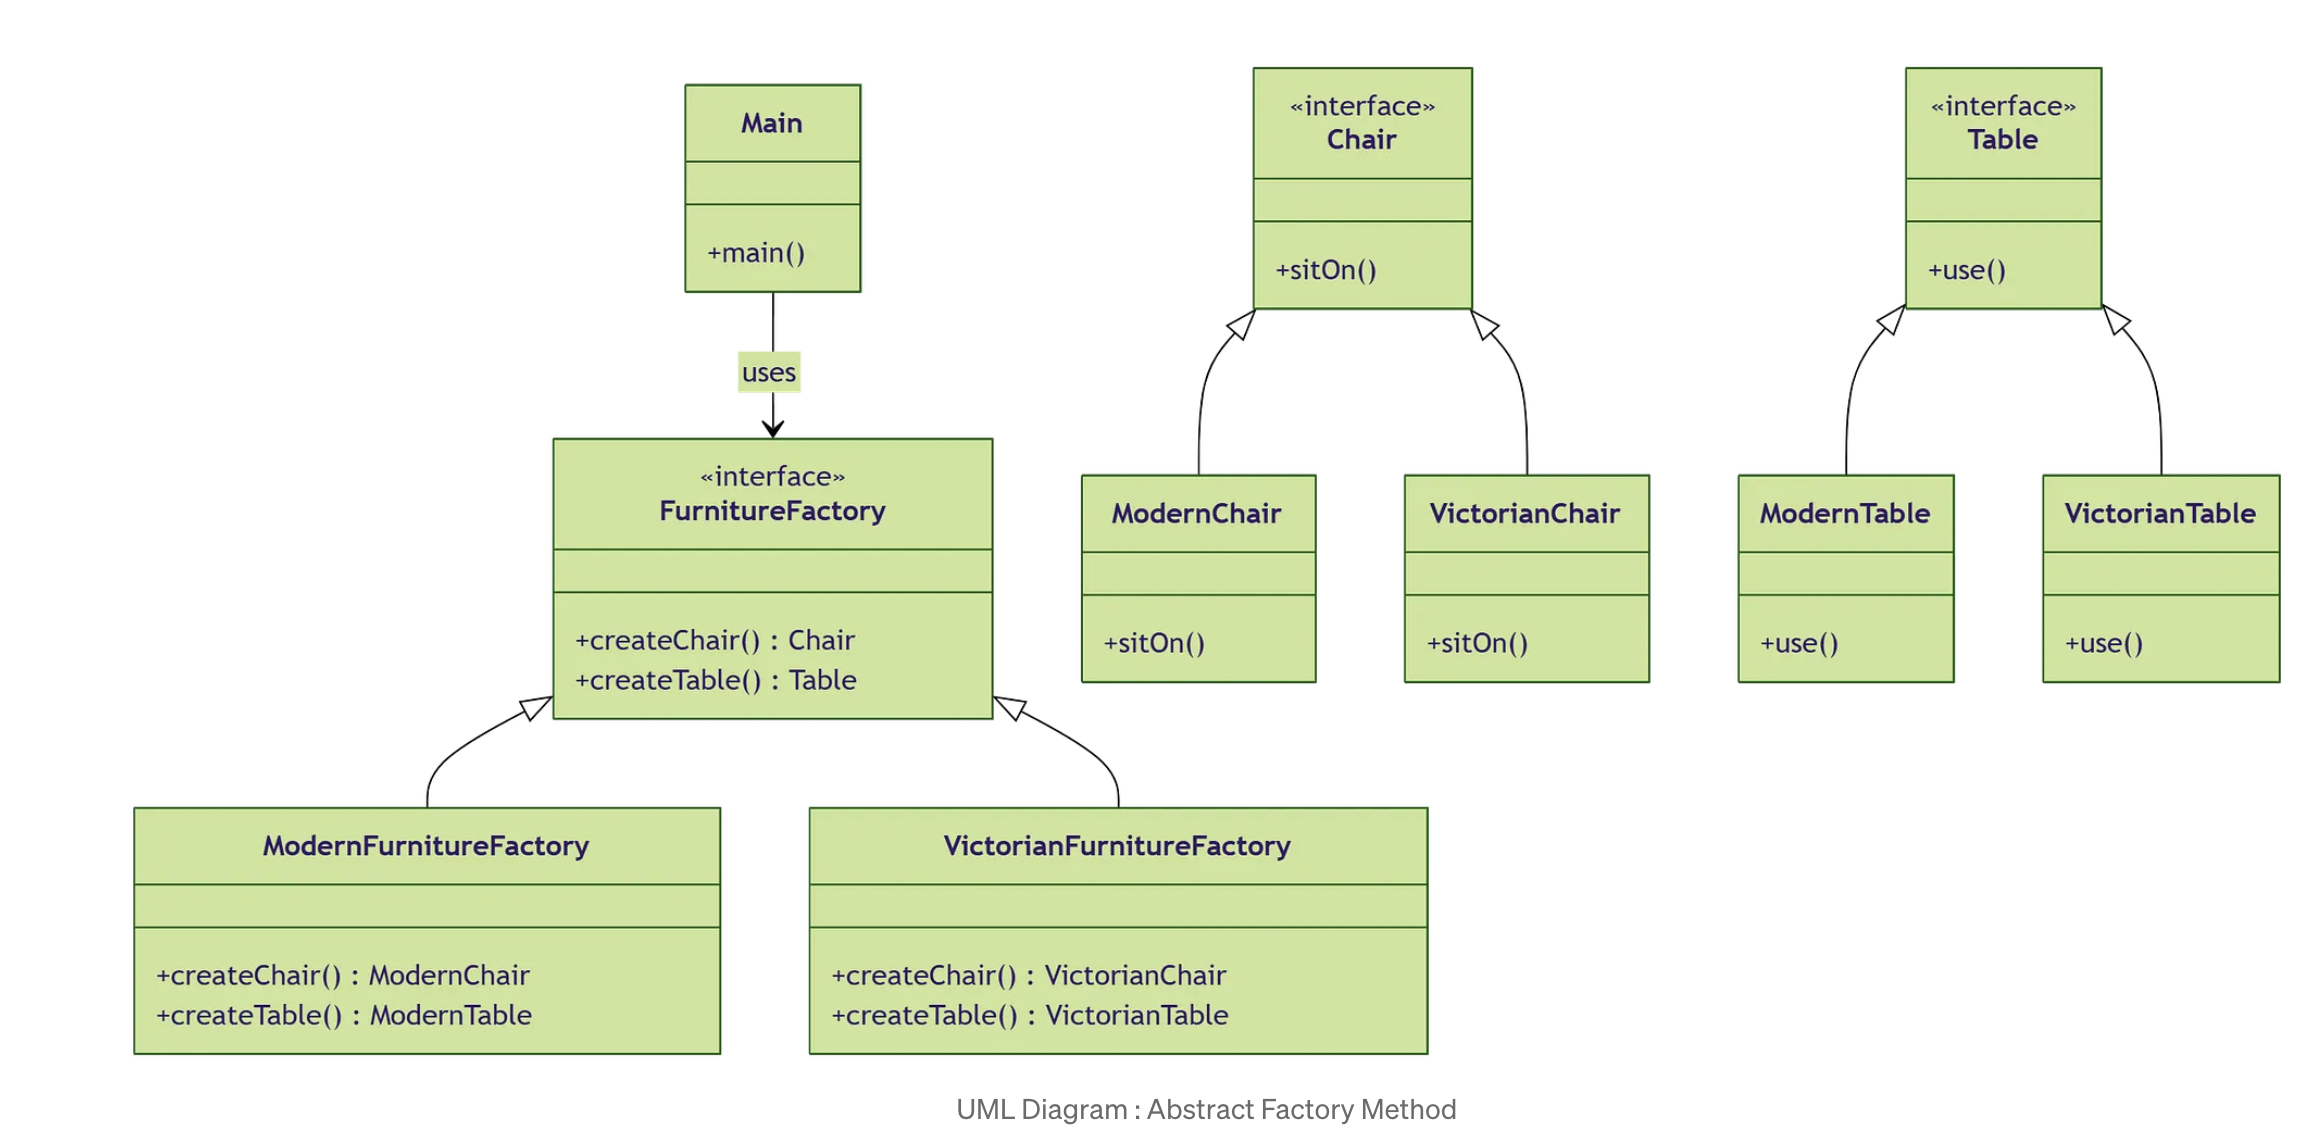 Main
+main()
uses
«interface»
FurnitureFactory
+createChair() : Chair
+createTable() : Table
ModernFurnitureFactory
+createChair() : ModernChair
+createTable() : ModernTable
VictorianFurnitureFactory
+createChair() : VictorianChair
+createTable() : VictorianTable
«interface»
Chair
+sitOn()
ModernChair
+sitOn()
VictorianChair
+sitOn()
«interface»
Table
+use()
ModernTable
+use()
VictorianTable
+use()
UML Diagram : Abstract Factory Method